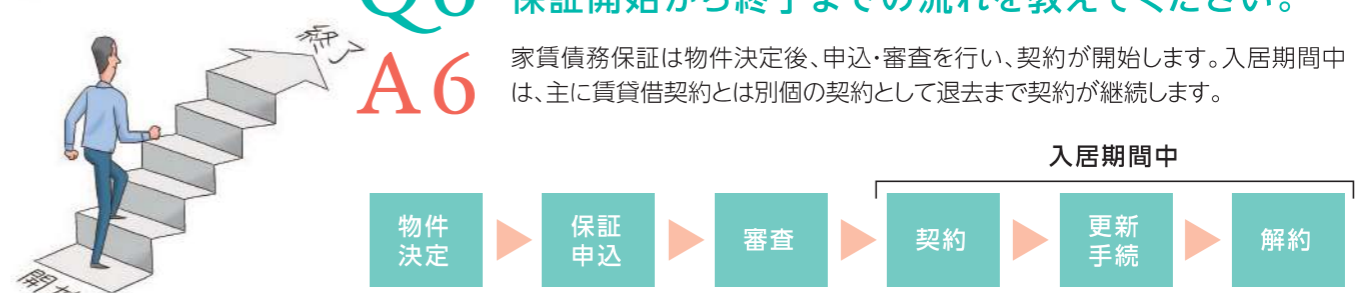 Q6 保証開始から終了までの流れを教えてください。
終了
A6 家賃債務保証は物件決定後、申込・審査を行い、契約が開始します。入居期間中
は、主に賃貸借契約とは別個の契約として退去まで契約が継続します。
入居期間中
物件
決定
保証
申込
審査
契約
更新
手続
解約
開始